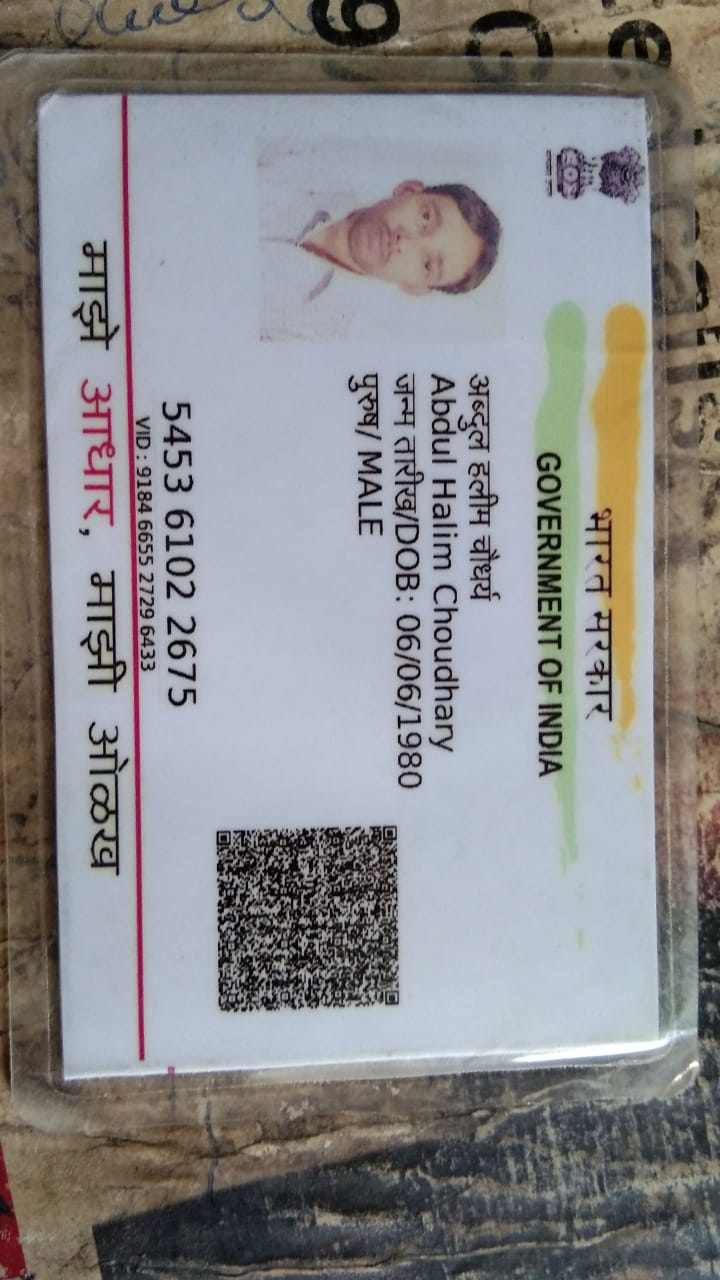 भारत सरकार
GOVERNMENT OF INDIA
अब्दुल हलीम चौधर्य
Abdul Halim Choudhary
जन्म तारीख/DOB: 06/06/1980
पुरुष/ MALE
5453 6102 2675
VID : 9184 6655 2729 6433
माझे आधार, माझी ओळख